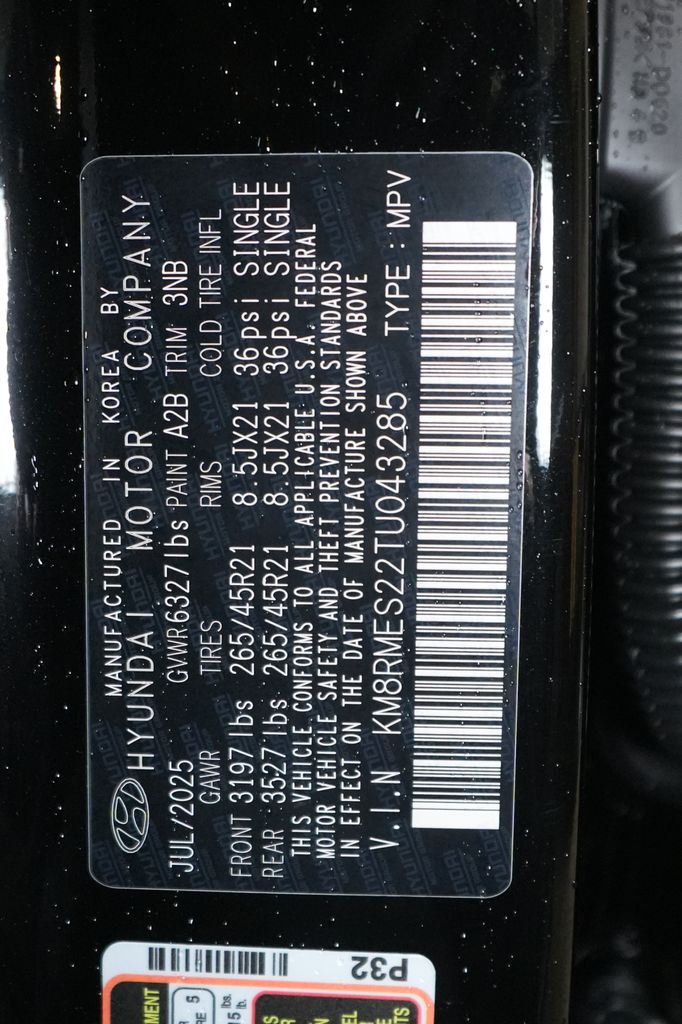 MANUFACTURED IN KOREA BY
HYUNDAI MOTOR COMPANY
JUL/2025 GVWR6327lbs PAINT A2B TRIM 3NB
GAWR TIRES RIMS COLD TIRE INFL
FRONT 3197lbs 265/45R21 8.5JX21 36psi SINGLE
REAR 3527lbs 265/45R21 8.5JX21 36psi SINGLE
THIS VEHICLE CONFORMS TO ALL APPLICABLE U.S.A. FEDERAL
MOTOR VEHICLE SAFETY AND THEFT PREVENTION STANDARDS
IN EFFECT ON THE DATE OF MANUFACTURE SHOWN ABOVE
V.I.N KM8RMES22TU043285 TYPE : MPV
P32
5